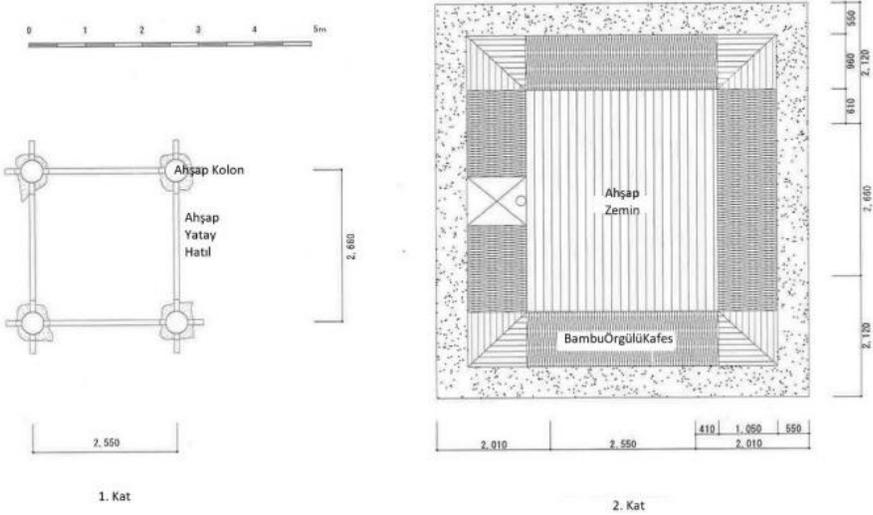 0 1 2 3 4 5m
Ahşap Kolon
Ahşap
Yatay
Hatıl
2,660
2,550
1. Kat
Ahşap
Zemin
BambuÖrgülüKafes
550
960
2,120
610
2,660
2,120
410 1,050 550
2,010 2,550 2,010
2. Kat